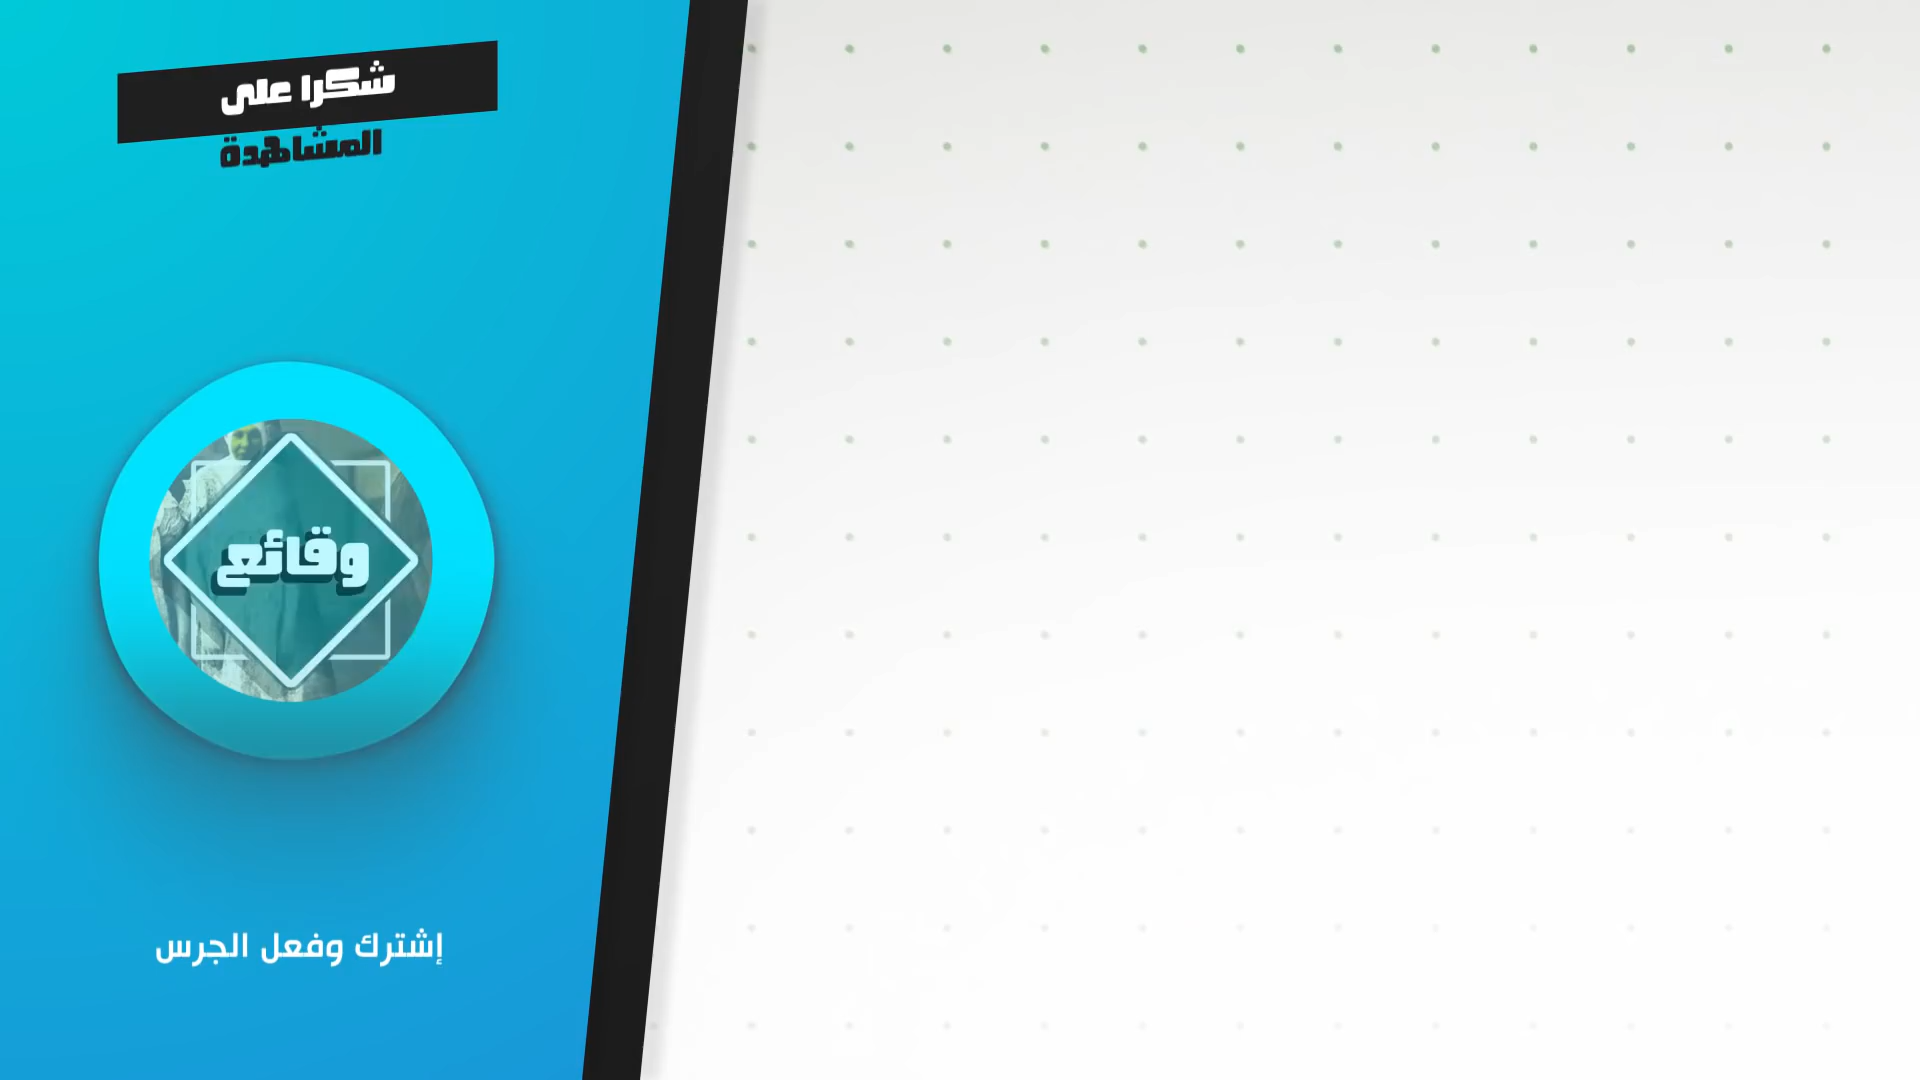 شكرا على
المشاهدة
وقائع
إشترك وفعل الجرس